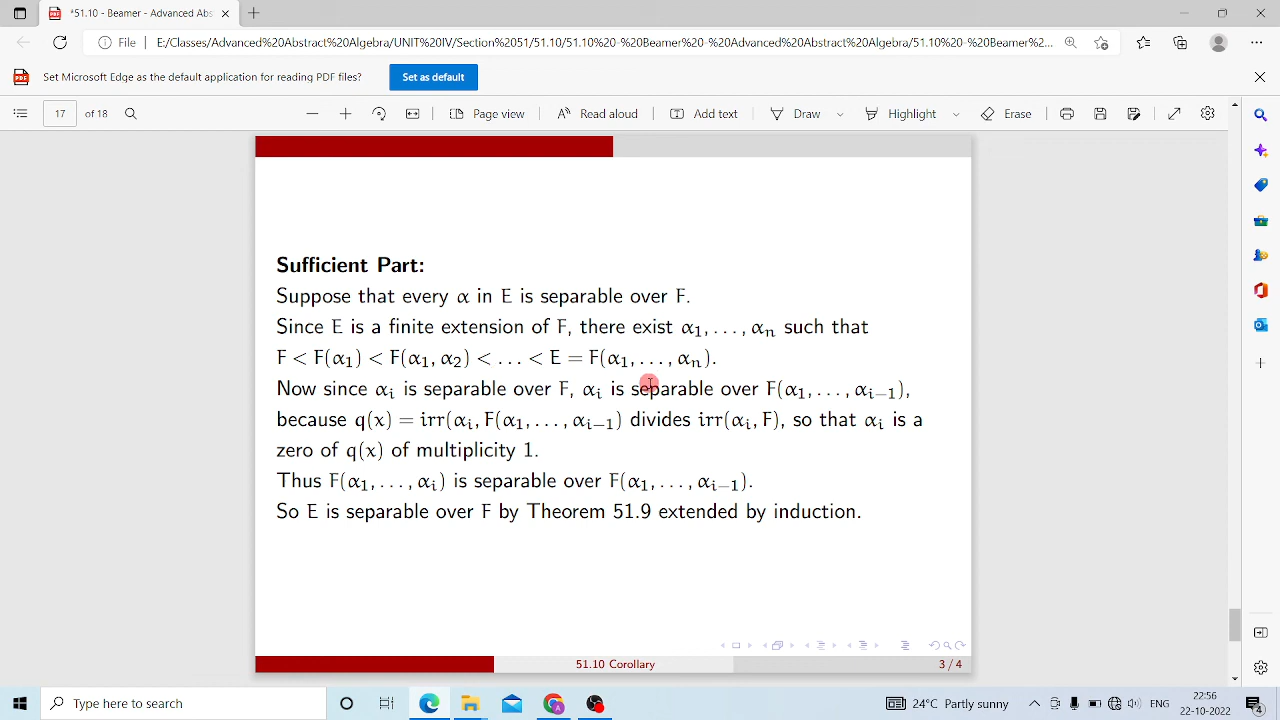 *51.10 - Beamer - Advanced Abs
File
E:/Classes/Advanced%20Abstract%20Algebra/UNIT%20IV/Section%2051/51.10/51.10%20-%20Beamer%20-%20Advanced%20Abstract%20Algebra/51.10%20-%20Beamer%2...
Set Microsoft Edge as the default application for reading PDF files?
Set as default
17 of 18
Page view
Read aloud
Add text
Draw
Highlight
Erase
Sufficient Part:
Suppose that every α in E is separable over F.
Since E is a finite extension of F, there exist α₁, . . . , αₙ such that
F < F(α₁) < F(α₁, α₂) < . . . < E = F(α₁, . . . , αₙ).
Now since αᵢ is separable over F, αᵢ is separable over F(α₁, . . . , αᵢ₋₁),
because q(x) = irr(αᵢ, F(α₁, . . . , αᵢ₋₁) divides irr(αᵢ, F), so that αᵢ is a
zero of q(x) of multiplicity 1.
Thus F(α₁, . . . , αᵢ) is separable over F(α₁, . . . , αᵢ₋₁).
So E is separable over F by Theorem 51.9 extended by induction.
51.10 Corollary
3 / 4
Type here to search
24°C Partly sunny
ENG
22:56
22-10-2022
4